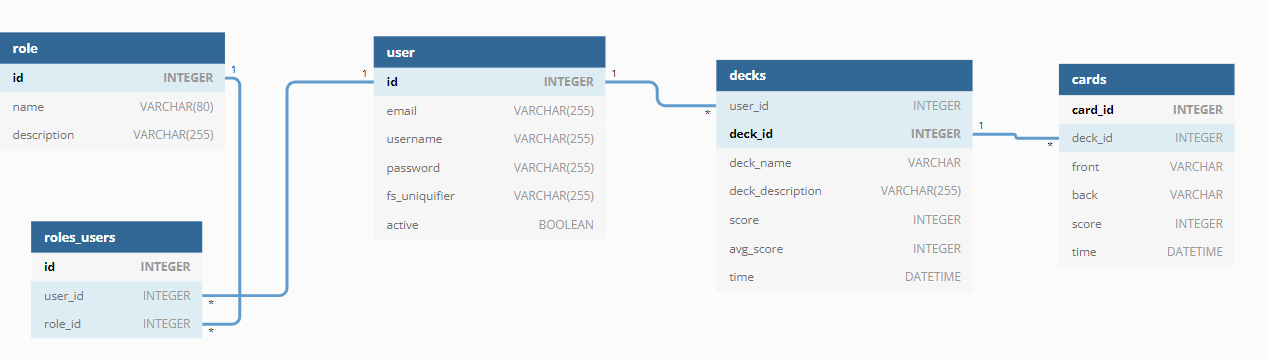 role
id INTEGER
name VARCHAR(80)
description VARCHAR(255)
1
roles_users
id INTEGER
user_id INTEGER
role_id INTEGER
*
*
1
user
id INTEGER
email VARCHAR(255)
username VARCHAR(255)
password VARCHAR(255)
fs_uniquifier VARCHAR(255)
active BOOLEAN
1
*
decks
user_id INTEGER
deck_id INTEGER
deck_name VARCHAR
deck_description VARCHAR(255)
score INTEGER
avg_score INTEGER
time DATETIME
1
*
cards
card_id INTEGER
deck_id INTEGER
front VARCHAR
back VARCHAR
score INTEGER
time DATETIME